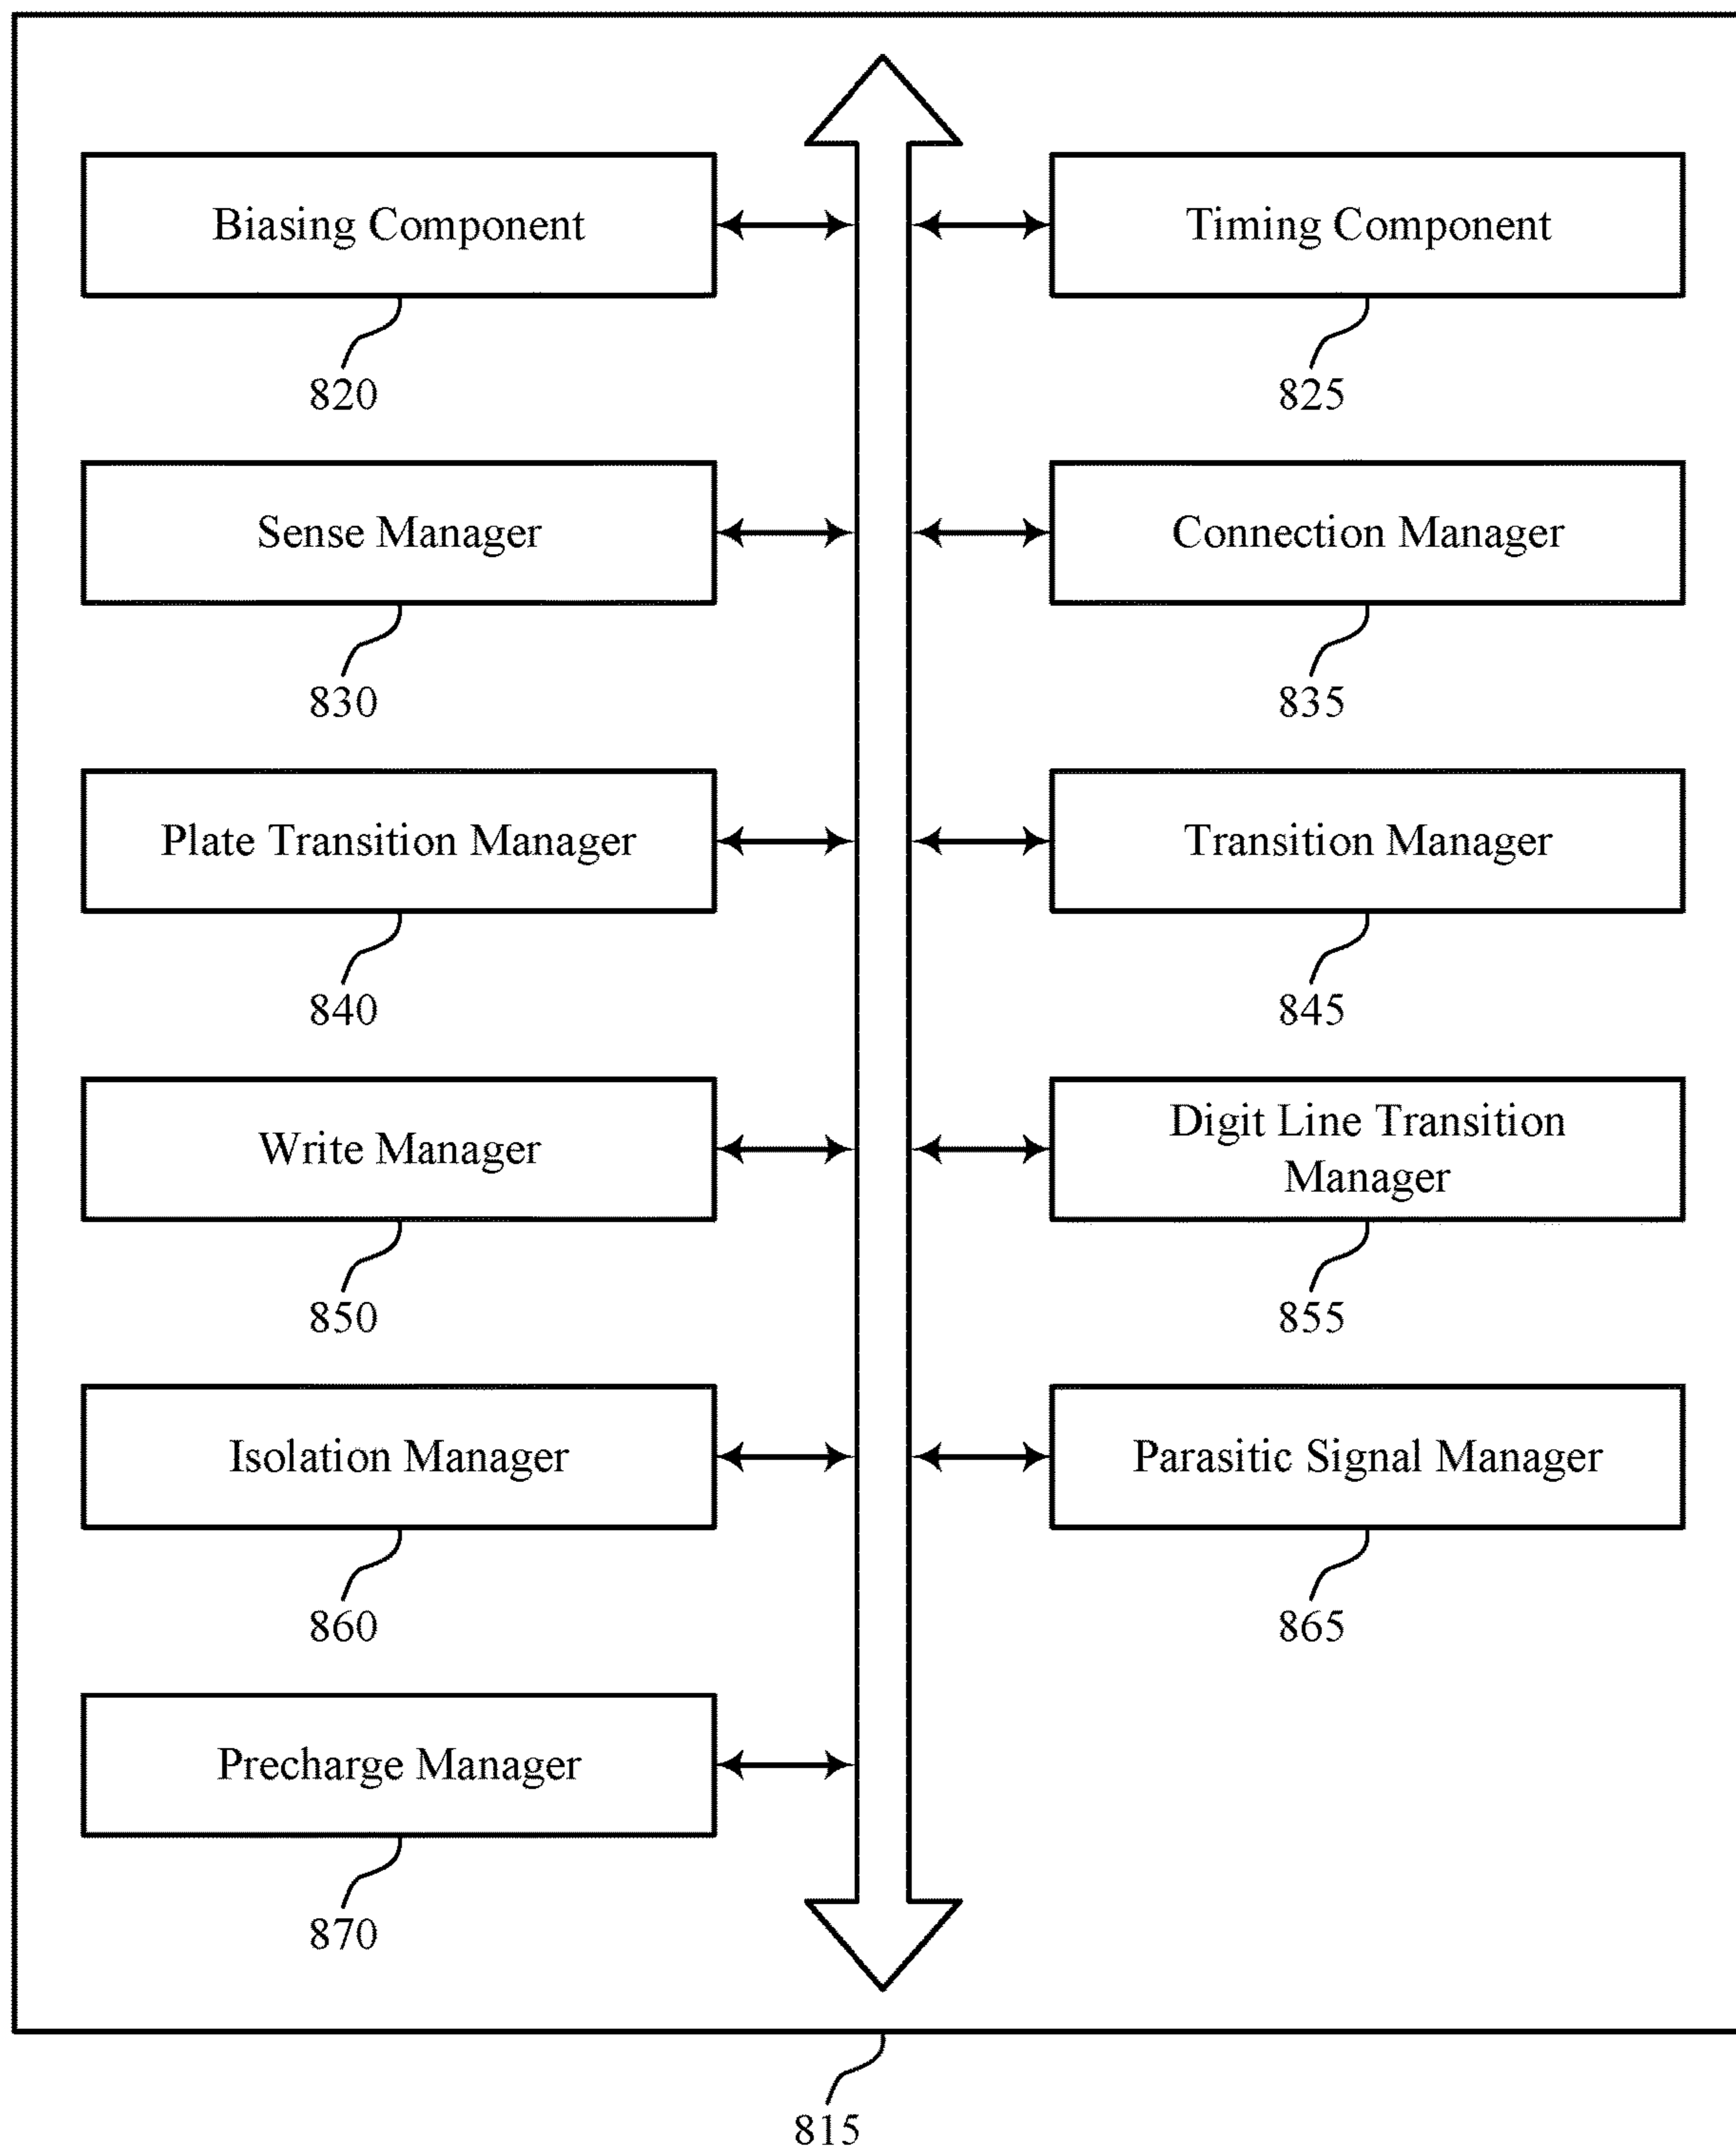 Biasing Component
Timing Component
820
825
Sense Manager
Connection Manager
830
835
Plate Transition Manager
Transition Manager
840
845
Write Manager
Digit Line Transition
Manager
850
855
Isolation Manager
Parasitic Signal Manager
860
865
Precharge Manager
870
815